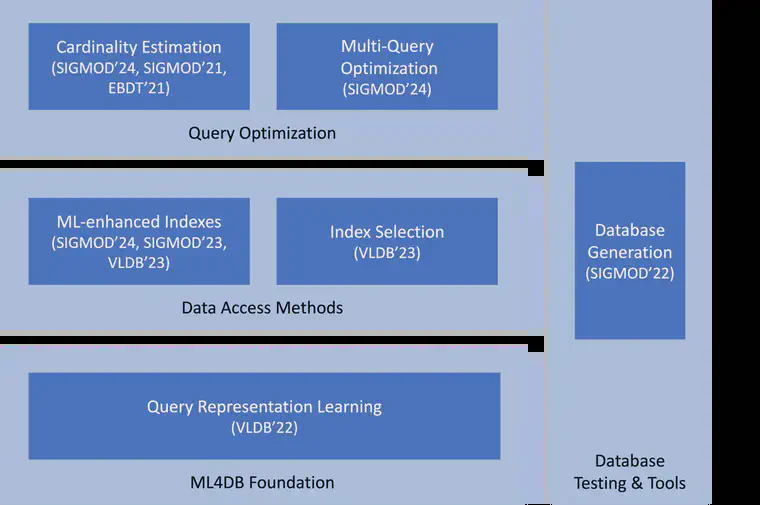 Cardinality Estimation
(SIGMOD’24, SIGMOD’21,
EBDT’21)
Multi-Query
Optimization
(SIGMOD’24)
Query Optimization
ML-enhanced Indexes
(SIGMOD’24, SIGMOD’23,
VLDB’23)
Index Selection
(VLDB’23)
Data Access Methods
Query Representation Learning
(VLDB’22)
ML4DB Foundation
Database
Generation
(SIGMOD’22)
Database
Testing & Tools